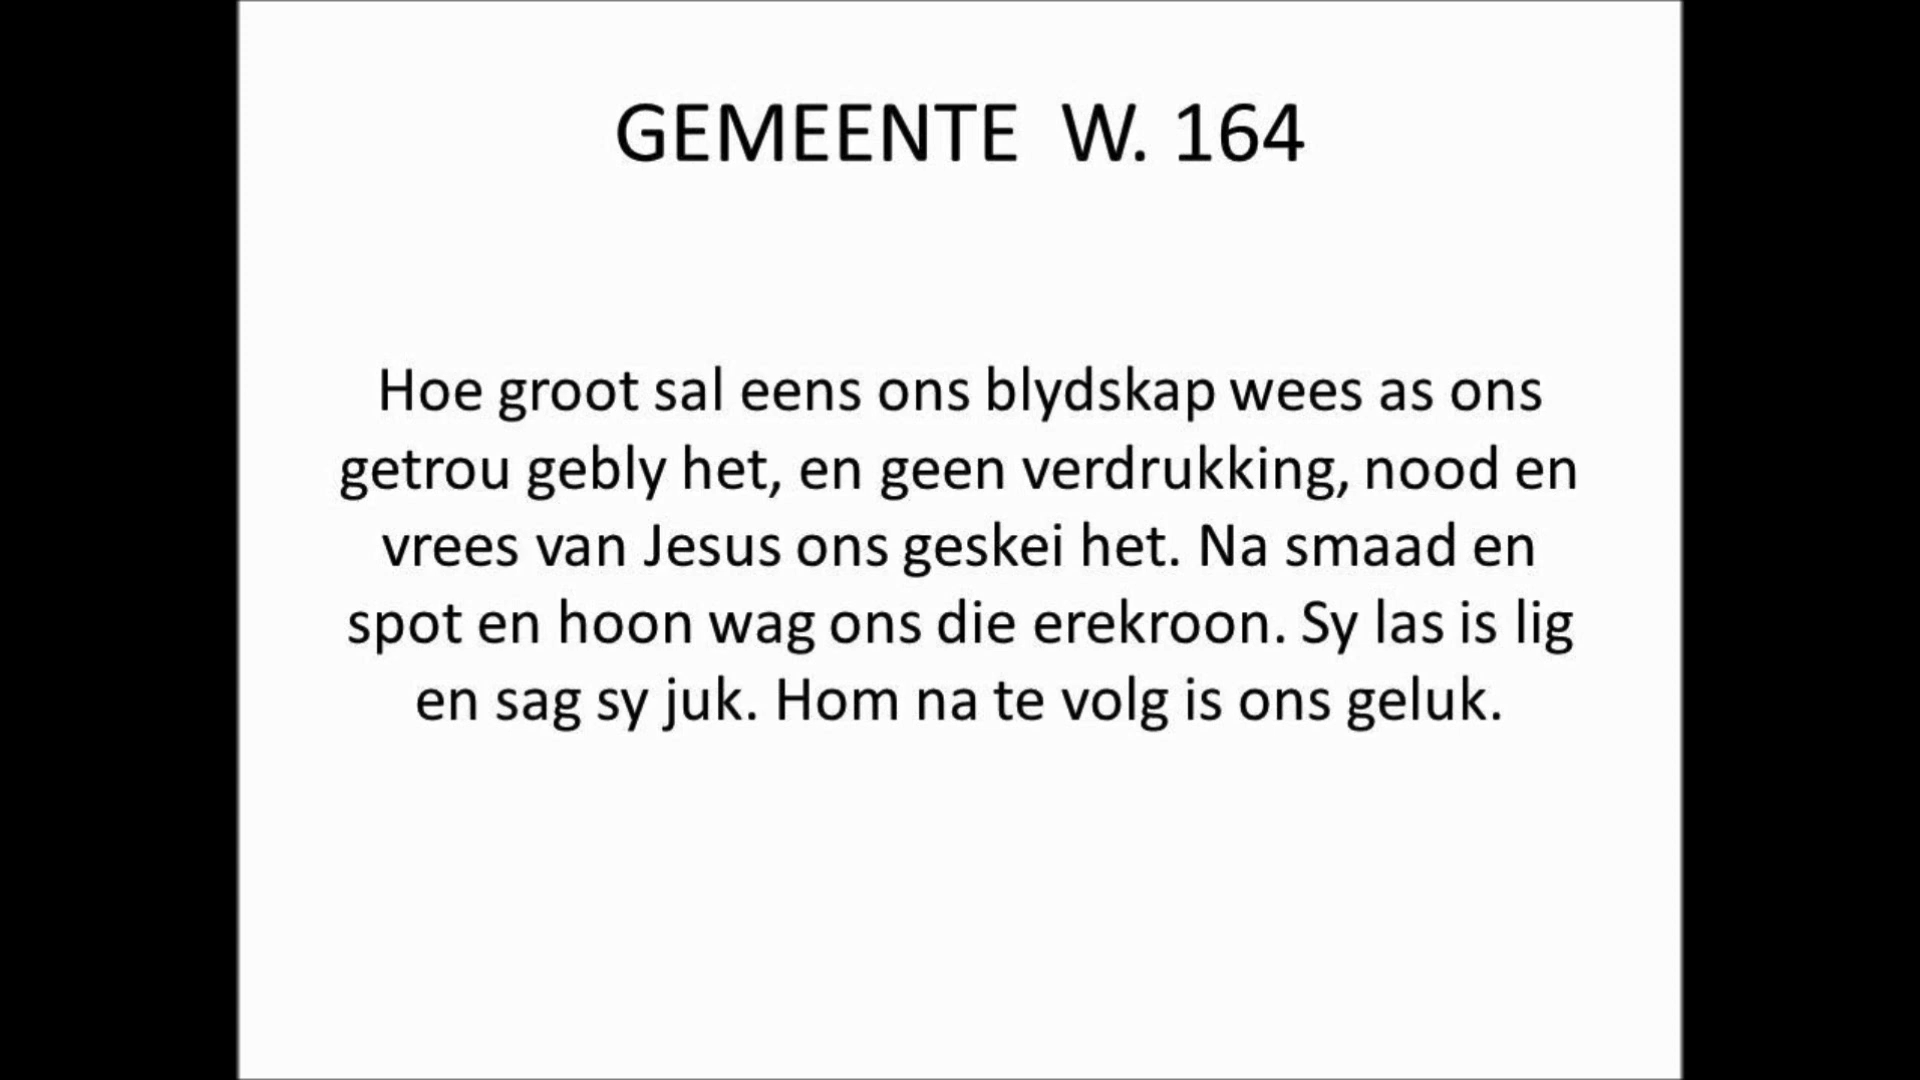 GEMEENTE W. 164
Hoe groot sal eens ons blydskap wees as ons
getrou gebly het, en geen verdrukking, nood en
vrees van Jesus ons geskei het. Na smaad en
spot en hoon wag ons die erekroon. Sy las is lig
en sag sy juk. Hom na te volg is ons geluk.